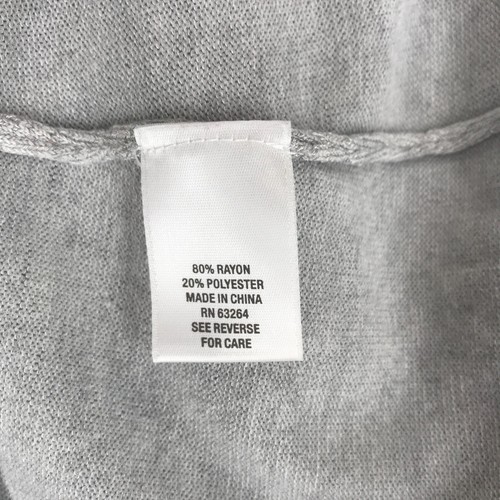 80% RAYON
20% POLYESTER
MADE IN CHINA
RN 63264
SEE REVERSE
FOR CARE